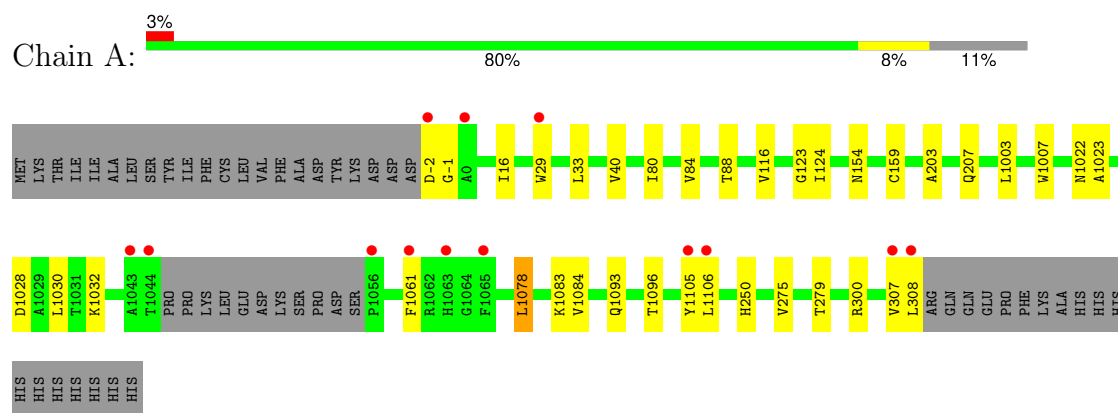 3%
Chain A:
80% 8% 11%
MET LYS THR ILE ILE ALA LEU SER TYR ILE PHE CYS LEU VAL PHE ALA ASP TYR LYS ASP ASP ASP D-2 G-1 A0 I16 W29 L33 V40 I80 V84 T88 V116 G123 I124 N154 C159 A203 Q207 L1003 W1007 N1022 A1023
D1028 A1029 L1030 T1031 K1032 A1043 T1044 PRO PRO LYS LEU GLU ASP LYS SER PRO ASP SER P1056 F1061 R1062 H1063 G1064 F1065 L1078 K1083 V1084 Q1093 T1096 Y1105 L1106 H250 V275 T279 R300 V307 L308 ARG GLN GLN GLU PRO PHE LYS ALA HIS HIS HIS
HIS HIS HIS HIS HIS HIS HIS